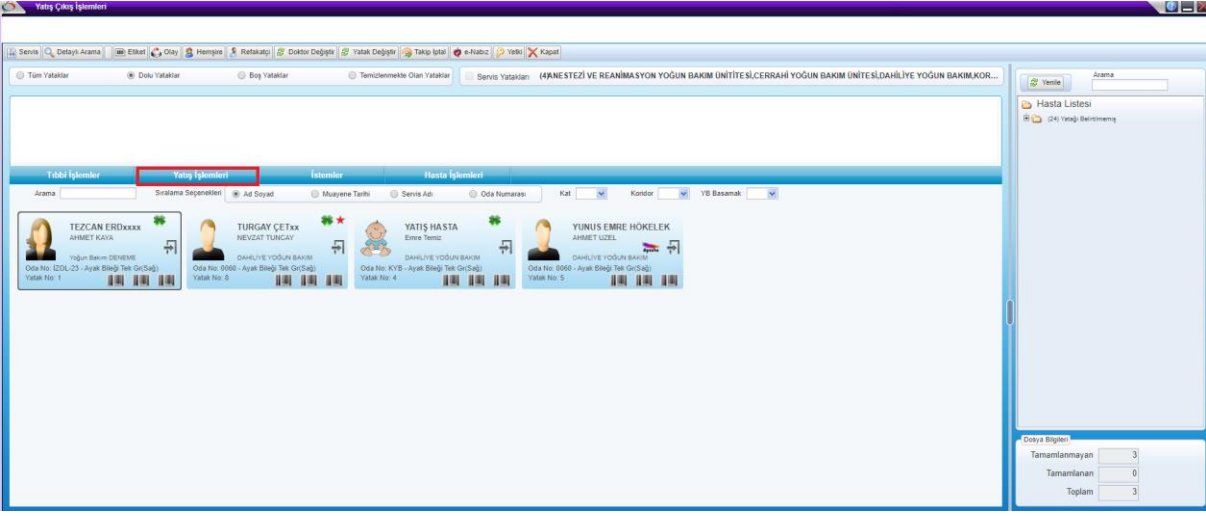 Yatış Çıkış İşlemleri
Servis Detaylı Arama Etiket Olay Hemşire Refakatçi Doktor Değiştir Yatak Değiştir Takip İptal e-Nabız Yetki Kapat
Tüm Yataklar Dolu Yataklar Boş Yataklar Temizlenmekte Olan Yataklar Servis Yatakları (4)ANESTEZİ VE REANİMASYON YOĞUN BAKIM ÜNİTİTESİ,CERRAHİ YOĞUN BAKIM ÜNİTESİ,DAHİLİYE YOĞUN BAKIM,KOR...
Yenile Arama
Hasta Listesi
(24) Yatağı Belirtilmemiş
Tıbbi İşlemler Yatış İşlemleri İstemler Hasta İşlemleri
Arama Sıralama Seçenekleri Ad Soyad Muayene Tarihi Servis Adı Oda Numarası Kat Koridor YB Basamak
TEZCAN ERDxxxx
AHMET KAYA
Yoğun Bakım DENEME
Oda No: İZOL-23 - Ayak Bileği Tek Gr(Sağ)
Yatak No: 1
TURGAY ÇETxx
NEVZAT TUNCAY
DAHİLİYE YOĞUN BAKIM
Oda No: 0060 - Ayak Bileği Tek Gr(Sağ)
Yatak No: 8
YATIŞ HASTA
Emre Temiz
DAHİLİYE YOĞUN BAKIM
Oda No: KYB - Ayak Bileği Tek Gr(Sağ)
Yatak No: 4
YUNUS EMRE HÖKELEK
AHMET UZEL
DAHİLİYE YOĞUN BAKIM
Oda No: 0060 - Ayak Bileği Tek Gr(Sağ)
Yatak No: 5
Dosya Bilgileri
Tamamlanmayan 3
Tamamlanan 0
Toplam 3